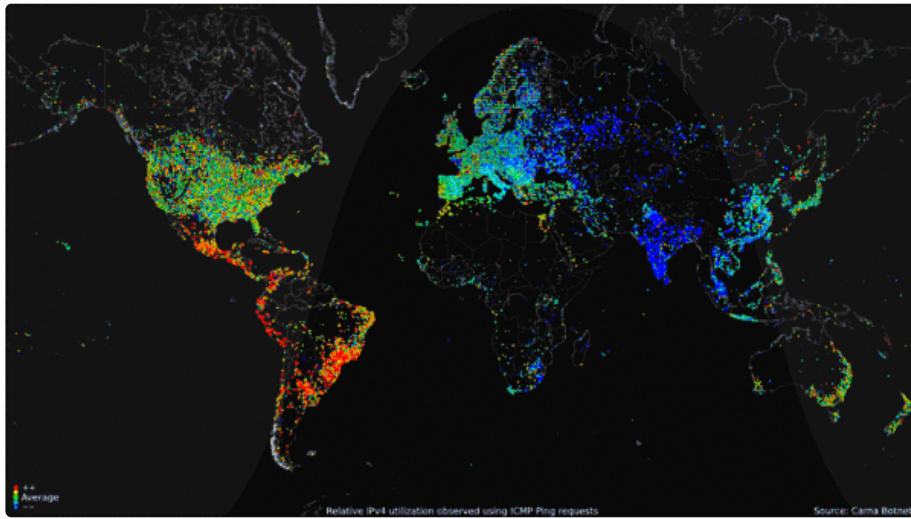 ++
Average
--
Relative IPv4 utilization observed using ICMP Ping requests
Source: Carna Botnet